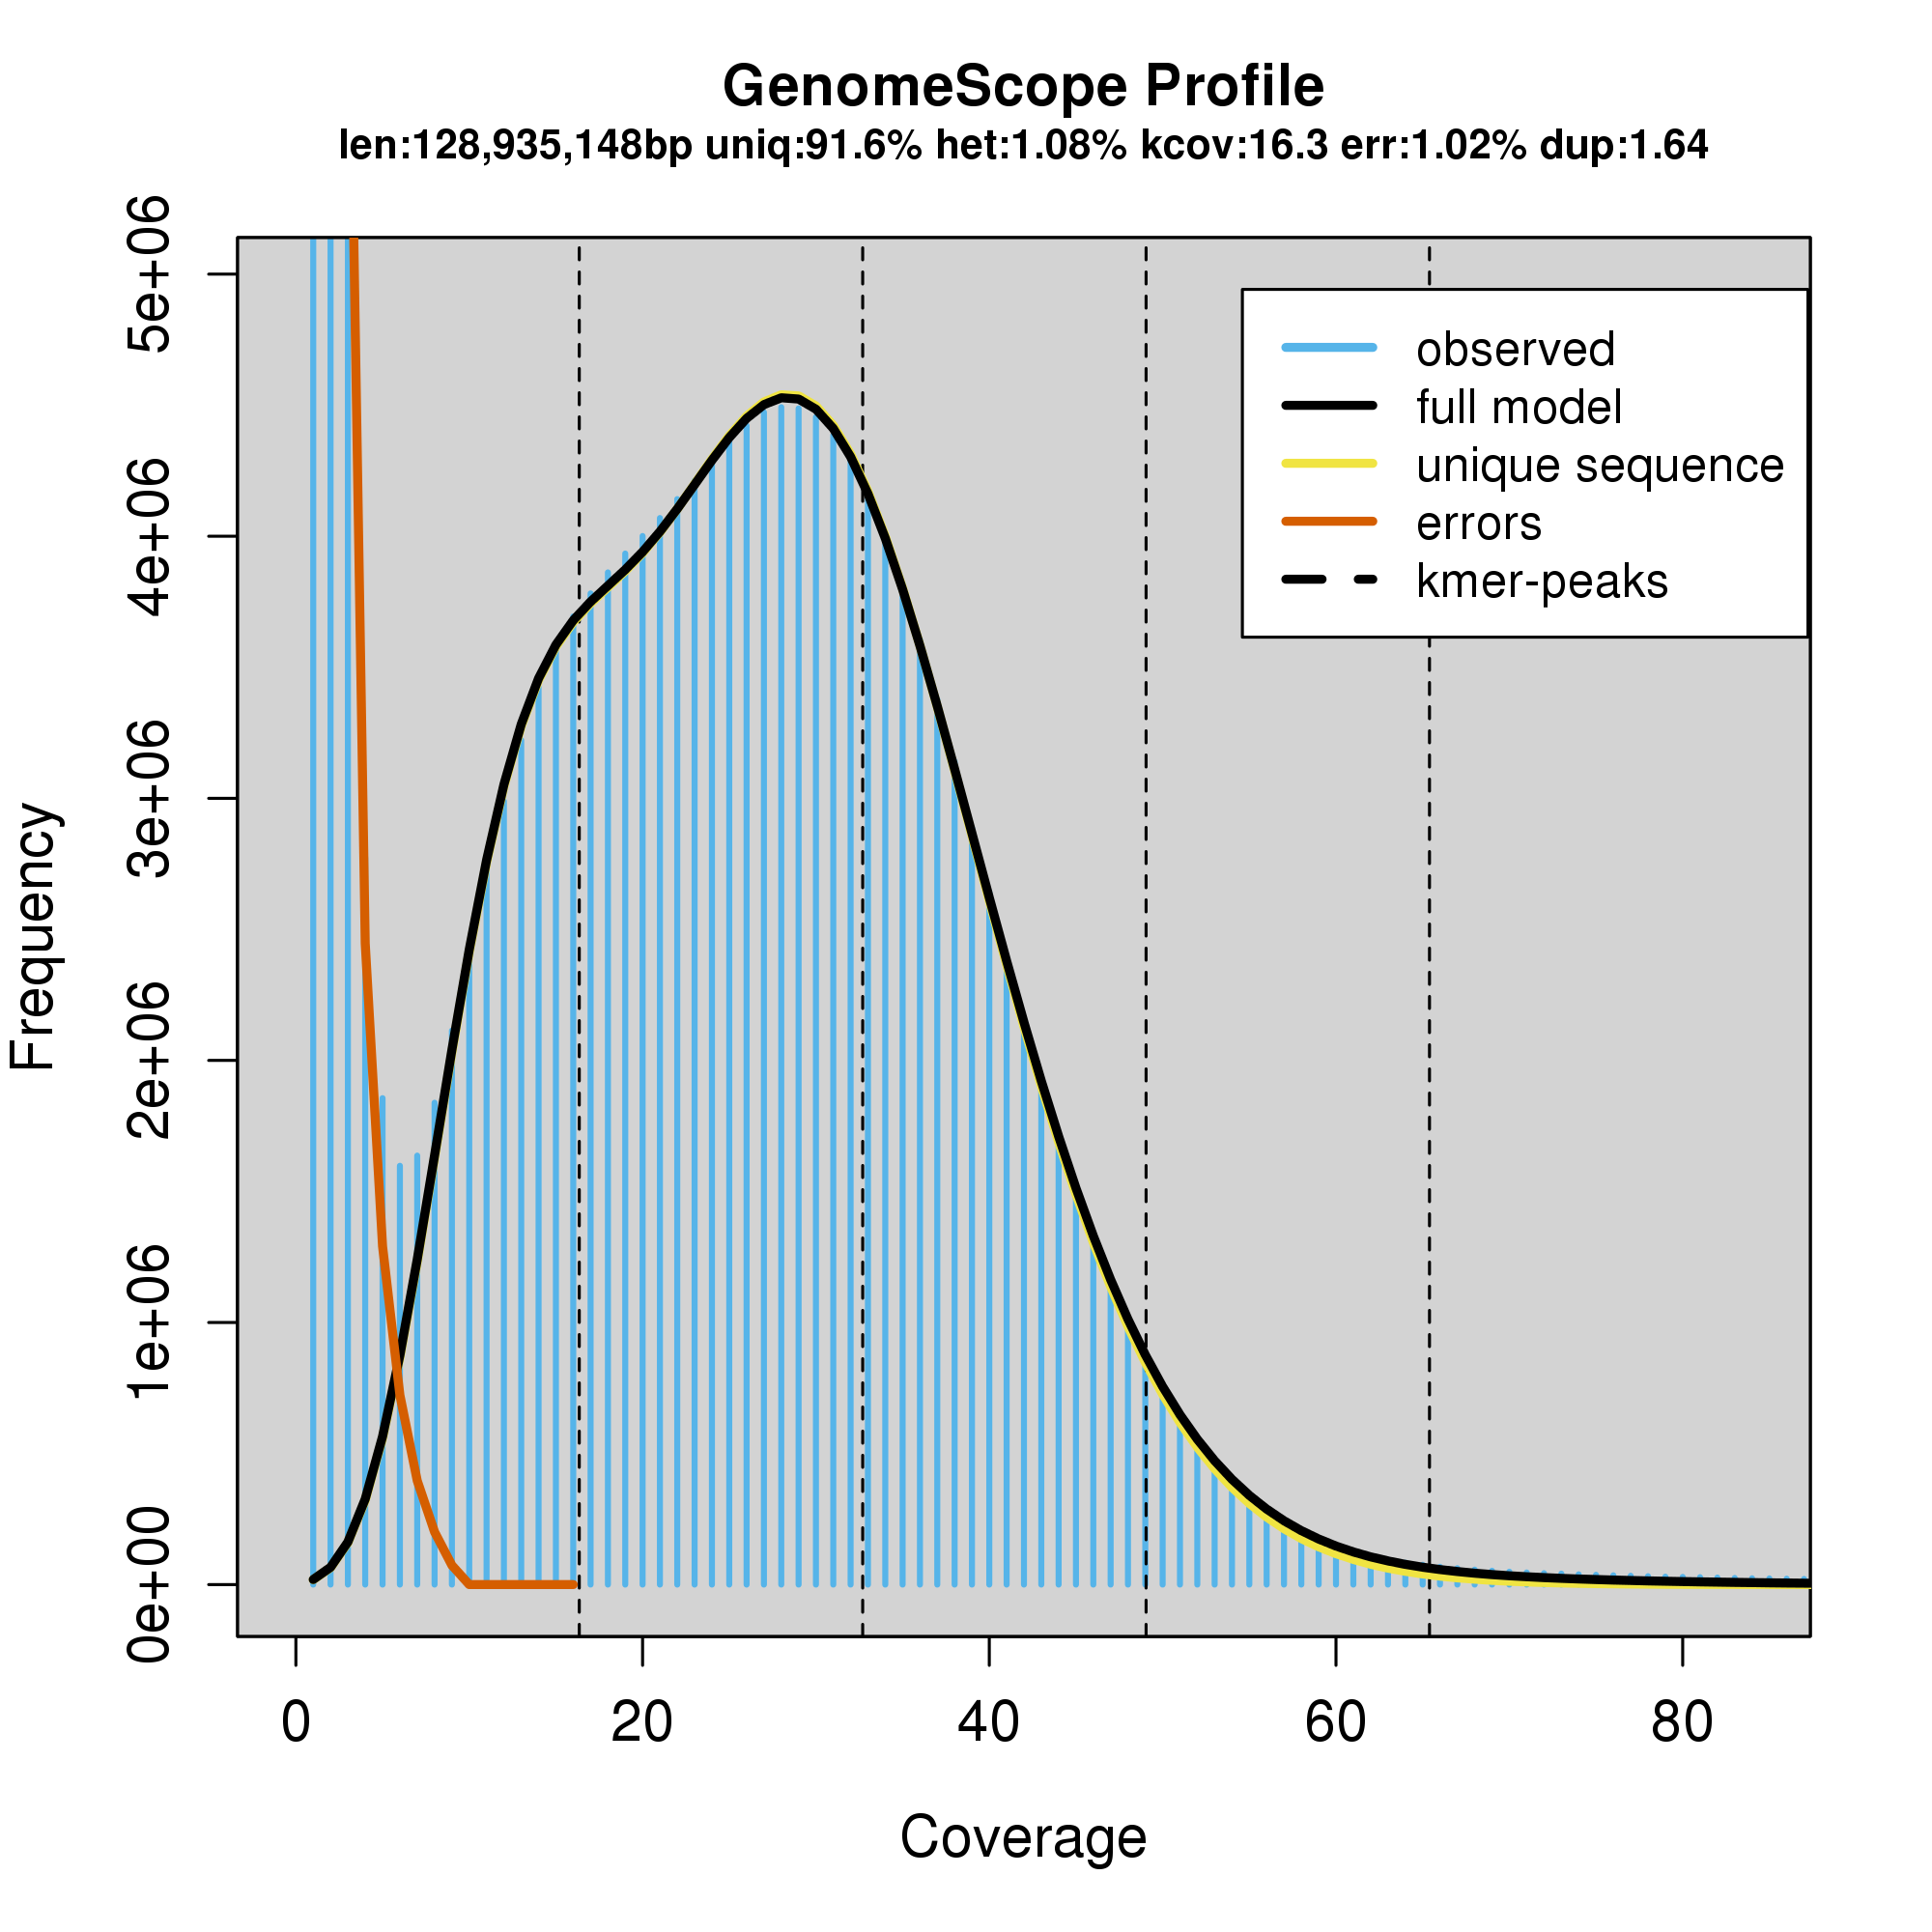 GenomeScope Profile
len:128,935,148bp uniq:91.6% het:1.08% kcov:16.3 err:1.02% dup:1.64
5e+06
4e+06
3e+06
2e+06
1e+06
0e+00
Frequency
observed
full model
unique sequence
errors
kmer-peaks
0 20 40 60 80
Coverage